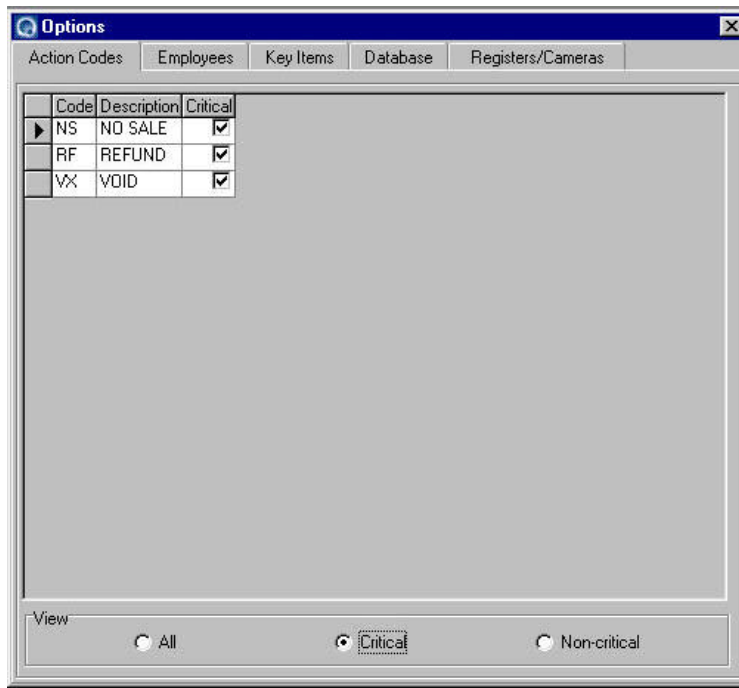 Options
Action Codes Employees Key Items Database Registers/Cameras
Code Description Critical
NS NO SALE
RF REFUND
VX VOID
View
All Critical Non-critical